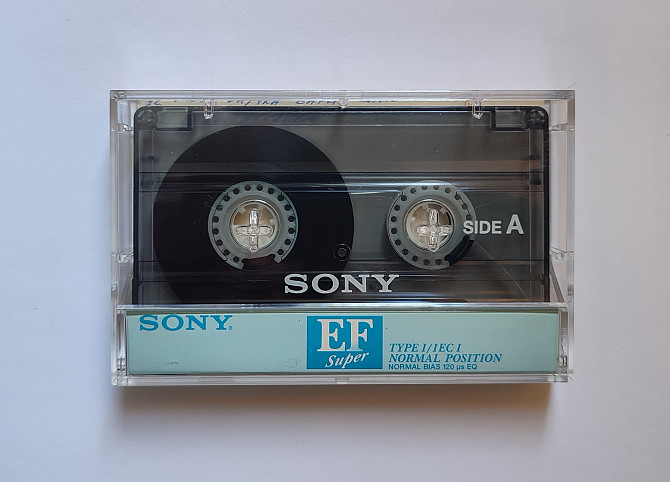 SIDE A
SONY
SONY®
EF
Super
TYPE I/IEC I
NORMAL POSITION
NORMAL BIAS 120 µs EQ